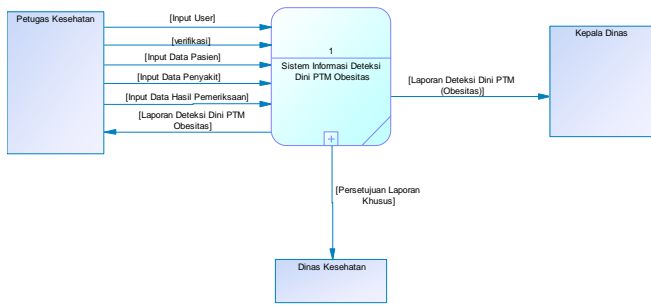 Petugas Kesehatan
[Input User]
[verifikasi]
[Input Data Pasien]
[Input Data Penyakit]
[Input Data Hasil Pemeriksaan]
[Laporan Deteksi Dini PTM
Obesitas]
1
Sistem Informasi Deteksi
Dini PTM Obesitas
[Laporan Deteksi Dini PTM
(Obesitas)]
Kepala Dinas
[Persetujuan Laporan
Khusus]
Dinas Kesehatan